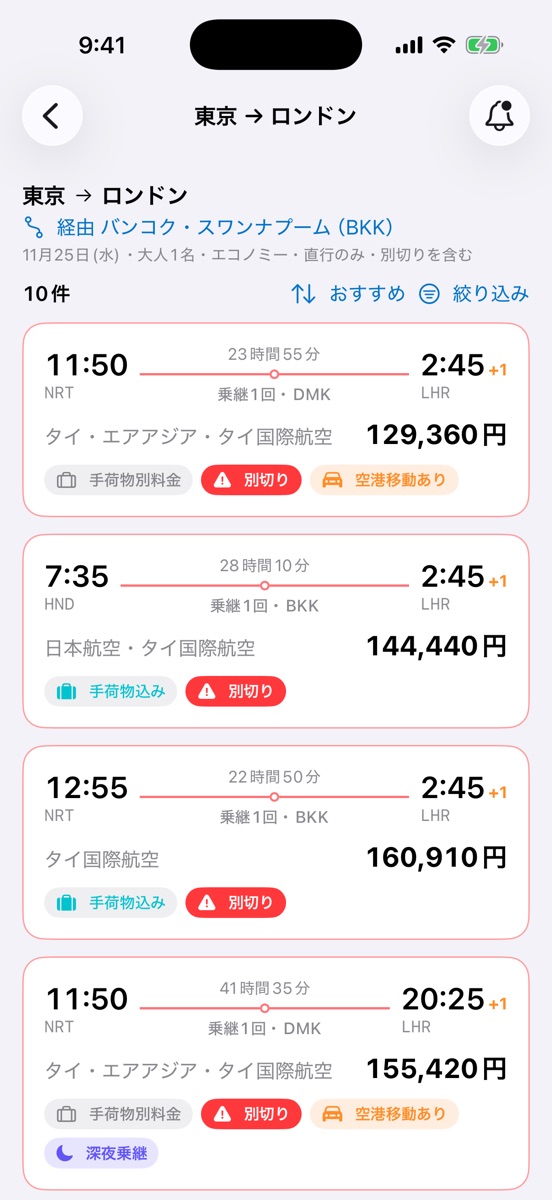 9:41
東京 → ロンドン
東京 → ロンドン
経由 バンコク・スワンナプーム（BKK）
11月25日(水)・大人1名・エコノミー・直行のみ・別切りを含む
10件 おすすめ 絞り込み
23時間55分
11:50 2:45 +1
NRT 乗継1回・DMK LHR
タイ・エアアジア・タイ国際航空 129,360円
手荷物別料金 別切り 空港移動あり
28時間10分
7:35 2:45 +1
HND 乗継1回・BKK LHR
日本航空・タイ国際航空 144,440円
手荷物込み 別切り
22時間50分
12:55 2:45 +1
NRT 乗継1回・BKK LHR
タイ国際航空 160,910円
手荷物込み 別切り
41時間35分
11:50 20:25 +1
NRT 乗継1回・DMK LHR
タイ・エアアジア・タイ国際航空 155,420円
手荷物別料金 別切り 空港移動あり
深夜乗継